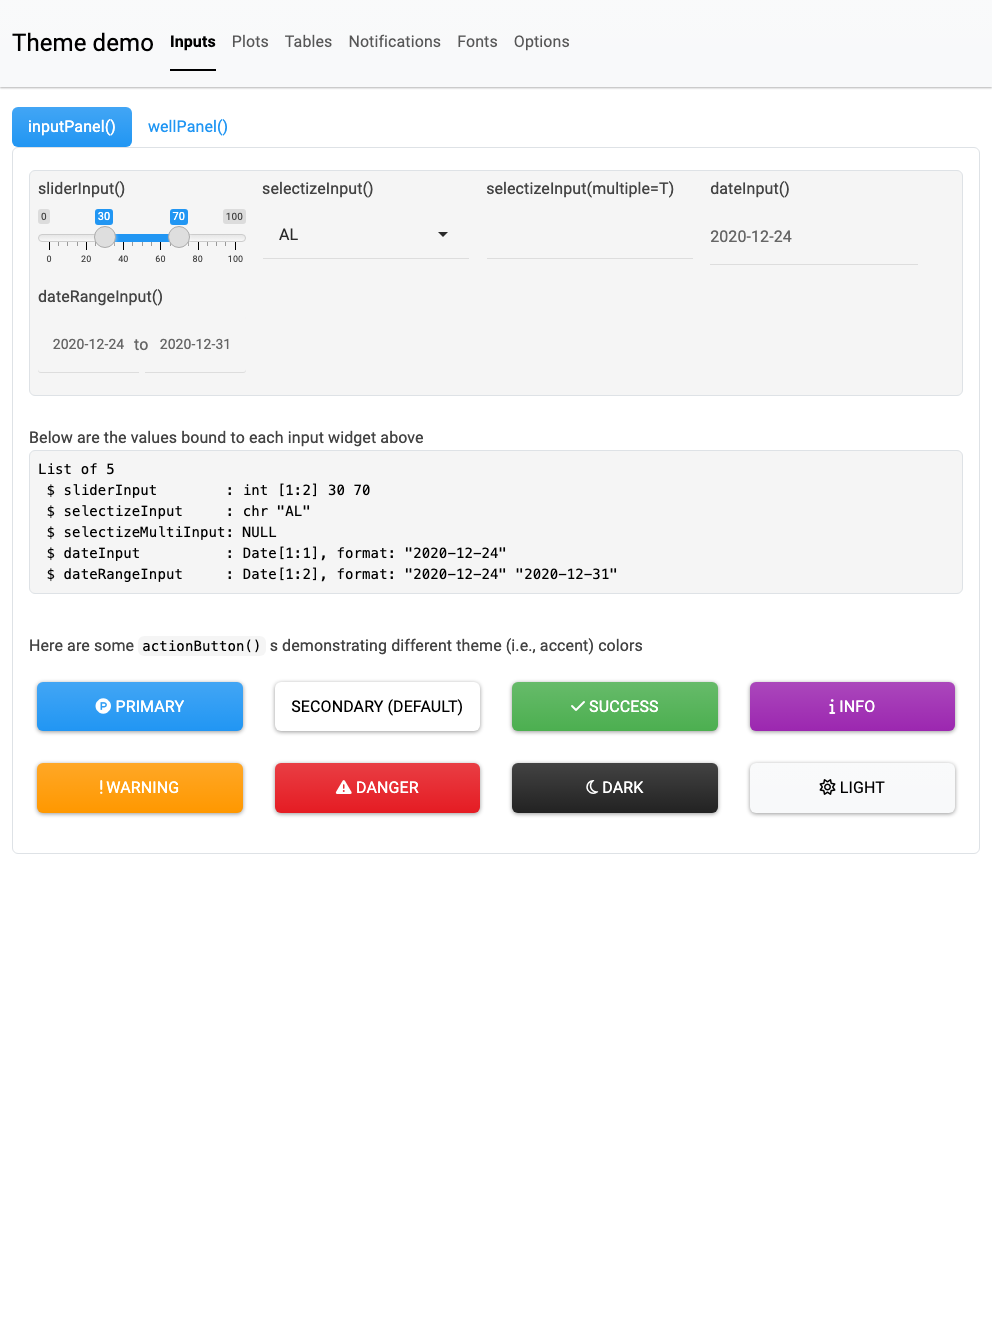 Theme demo Inputs Plots Tables Notifications Fonts Options
inputPanel() wellPanel()
sliderInput() selectizeInput() selectizeInput(multiple=T) dateInput()
0 30 70 100
AL
2020-12-24
0 20 40 60 80 100
dateRangeInput()
2020-12-24 to 2020-12-31
Below are the values bound to each input widget above
List of 5
 $ sliderInput        : int [1:2] 30 70
 $ selectizeInput     : chr "AL"
 $ selectizeMultiInput: NULL
 $ dateInput          : Date[1:1], format: "2020-12-24"
 $ dateRangeInput     : Date[1:2], format: "2020-12-24" "2020-12-31"
Here are some actionButton() s demonstrating different theme (i.e., accent) colors
PRIMARY SECONDARY (DEFAULT) SUCCESS INFO
WARNING DANGER DARK LIGHT